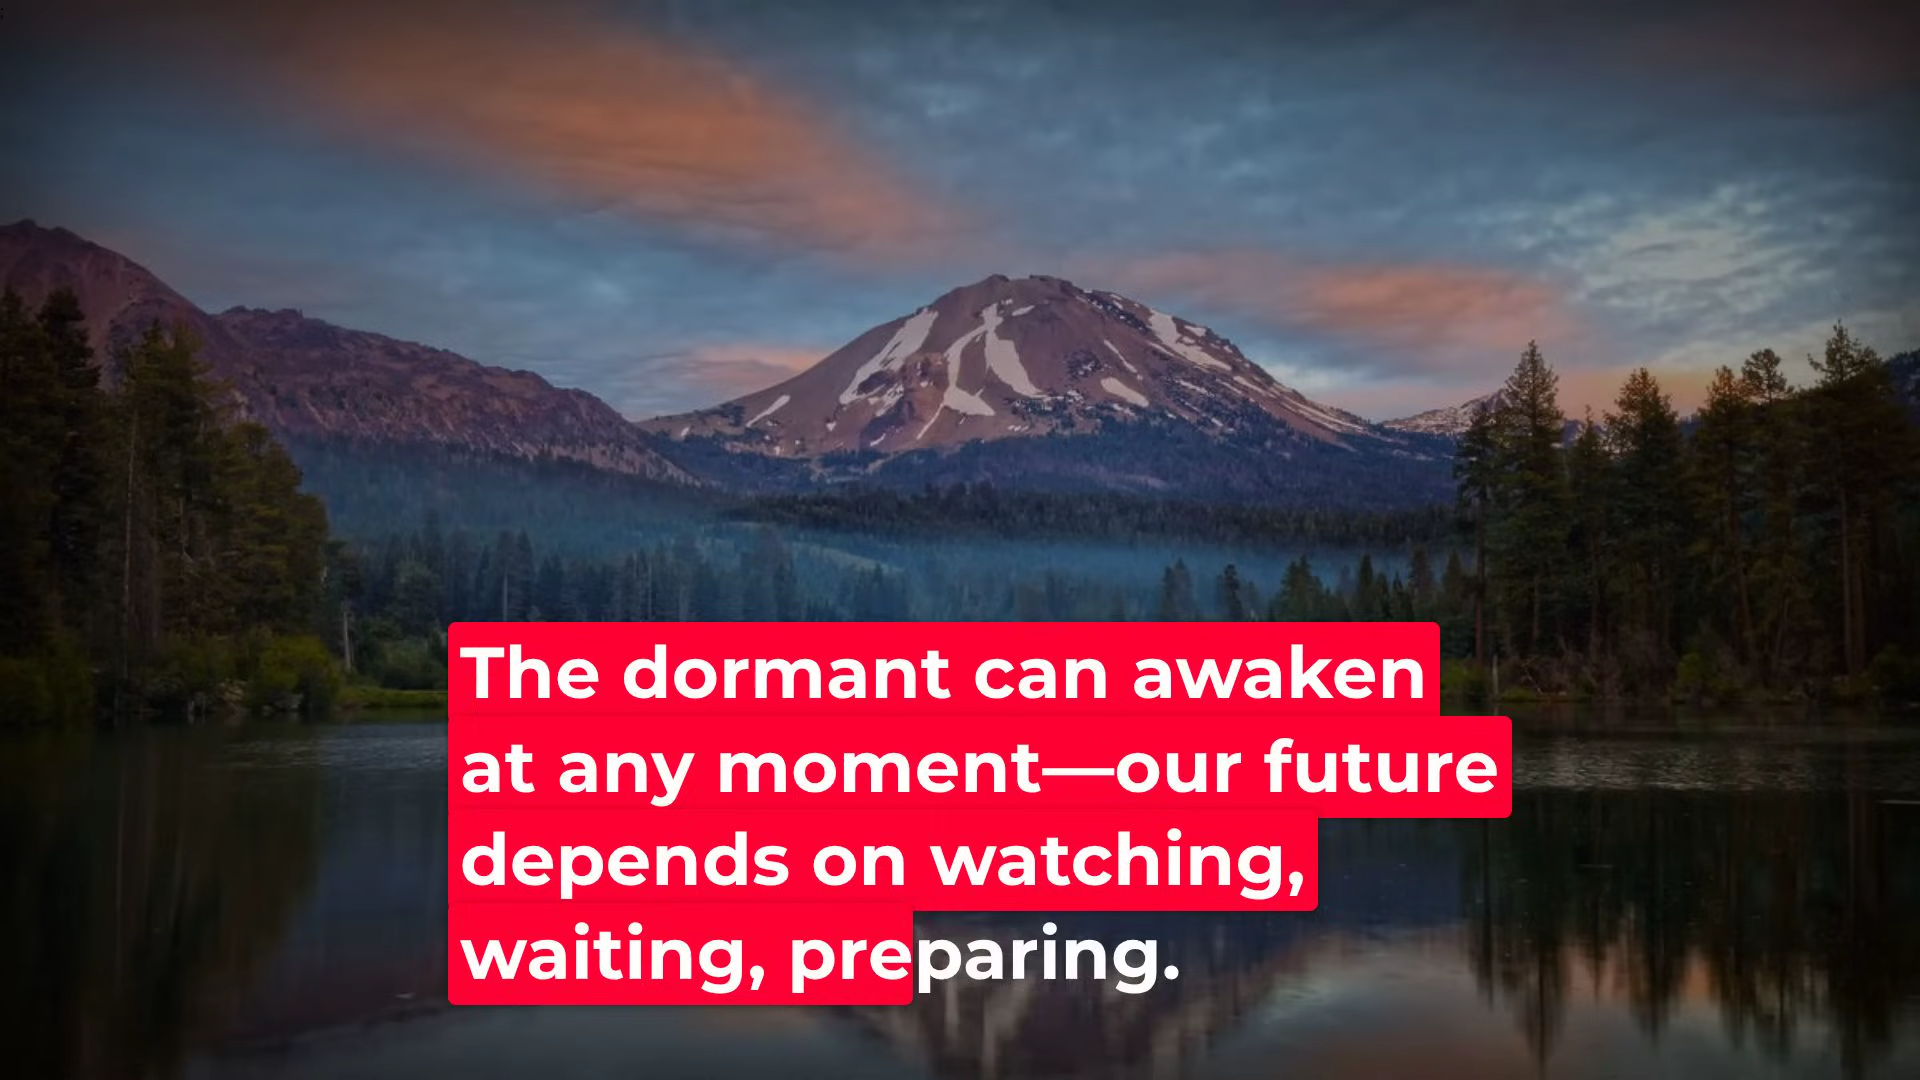 The dormant can awaken
at any moment—our future
depends on watching,
waiting, preparing.